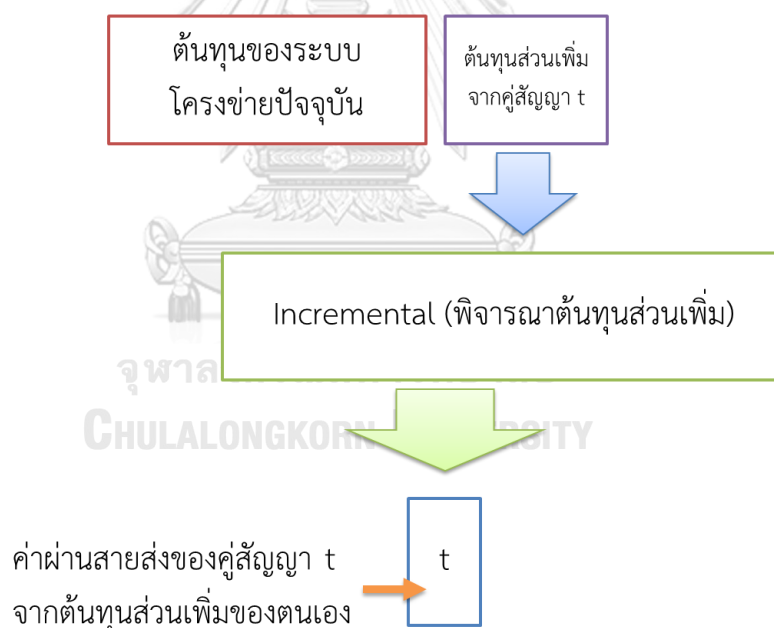 ต้นทุนของระบบ
โครงข่ายปัจจุบัน
ต้นทุนส่วนเพิ่ม
จากคู่สัญญา t
Incremental (พิจารณาต้นทุนส่วนเพิ่ม)
จุฬาล
CHULALONGKORN RSITY
ค่าผ่านสายส่งของคู่สัญญา t
จากต้นทุนส่วนเพิ่มของตนเอง
t